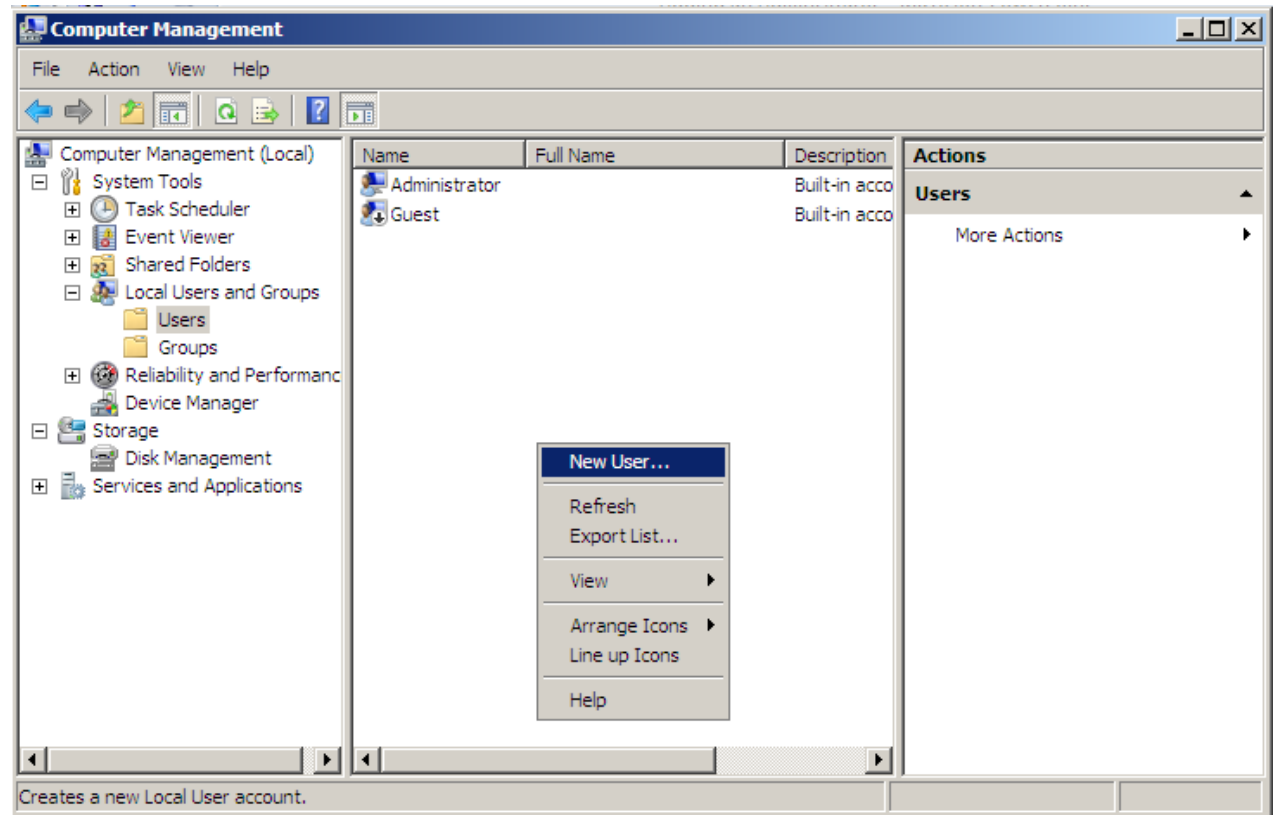 Computer Management
File Action View Help
Computer Management (Local)
System Tools
Task Scheduler
Event Viewer
Shared Folders
Local Users and Groups
Users
Groups
Reliability and Performanc
Device Manager
Storage
Disk Management
Services and Applications
Name Full Name Description
Administrator Built-in acco
Guest Built-in acco
New User...
Refresh
Export List...
View
Arrange Icons
Line up Icons
Help
Actions
Users
More Actions
Creates a new Local User account.